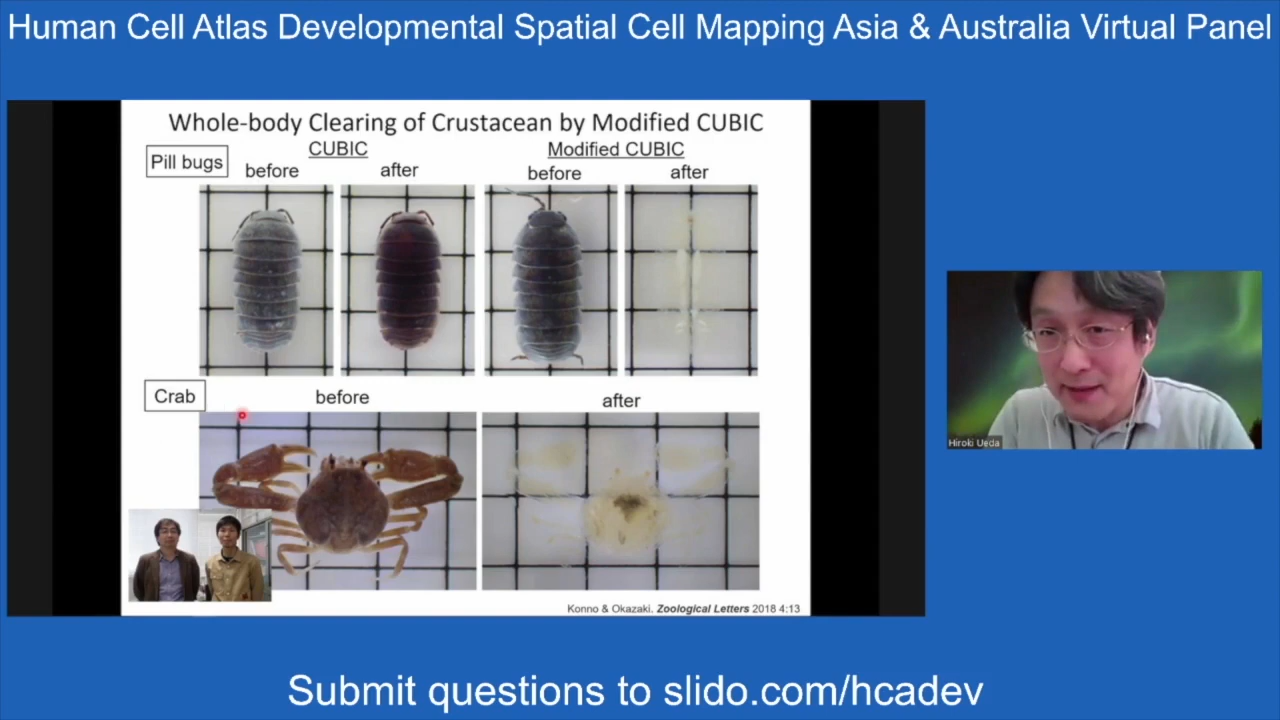 Human Cell Atlas Developmental Spatial Cell Mapping Asia & Australia Virtual Panel
Whole-body Clearing of Crustacean by Modified CUBIC
CUBIC
Modified CUBIC
Pill bugs
before
after
before
after
Crab
before
after
Konno & Okazaki. Zoological Letters 2018 4:13
Hiroki Ueda
Submit questions to slido.com/hcadev